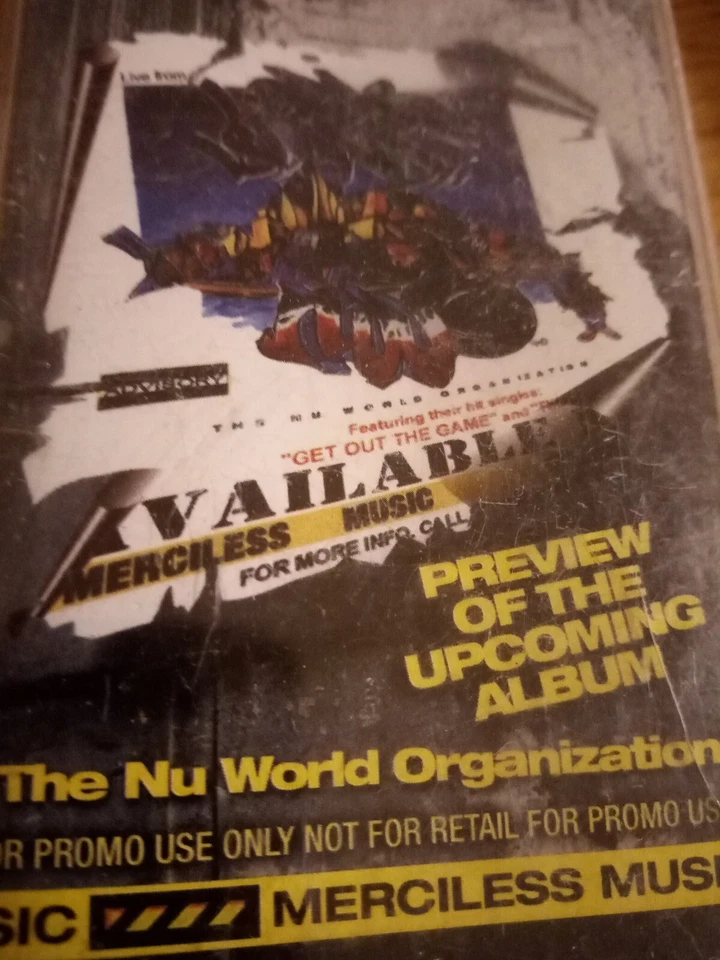 Live from
ADVISORY
THE NU WORLD ORGANIZATION
Featuring their hit singles:
"GET OUT THE GAME" and
AVAILABLE
MERCILESS MUSIC
FOR MORE INFO. CALL
PREVIEW
OF THE
UPCOMING
ALBUM
The Nu World Organization
OR PROMO USE ONLY NOT FOR RETAIL FOR PROMO US
SIC MERCILESS MUSI